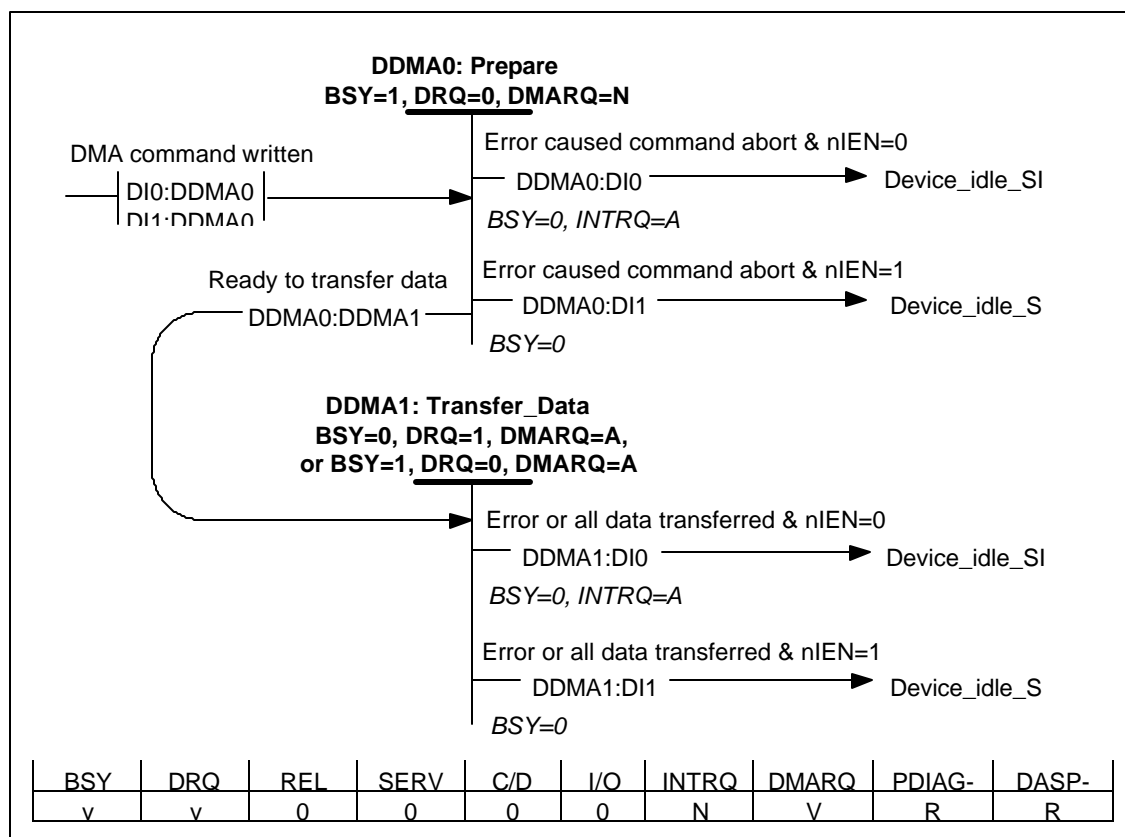 DDMA0: Prepare
BSY=1, DRQ=0, DMARQ=N
Error caused command abort & nIEN=0
DMA command written
DDMA0:DI0
Device_idle_SI
DI0:DDMA0
DI1:DDMA0
BSY=0, INTRQ=A
Error caused command abort & nIEN=1
Ready to transfer data
DDMA0:DI1
Device_idle_S
DDMA0:DDMA1
BSY=0
DDMA1: Transfer_Data
BSY=0, DRQ=1, DMARQ=A,
or BSY=1, DRQ=0, DMARQ=A
Error or all data transferred & nIEN=0
DDMA1:DI0
Device_idle_SI
BSY=0, INTRQ=A
Error or all data transferred & nIEN=1
DDMA1:DI1
Device_idle_S
BSY=0
BSY DRQ REL SERV C/D I/O INTRQ DMARQ PDIAG- DASP-
v v 0 0 0 0 N V R R